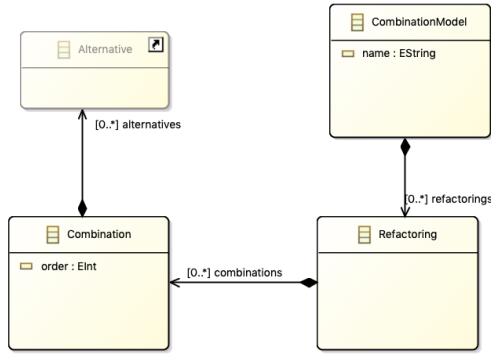 CombinationModel
name : EString
Alternative
[0..*] alternatives
[0..*] refactorings
Combination
order : EInt
[0..*] combinations
Refactoring